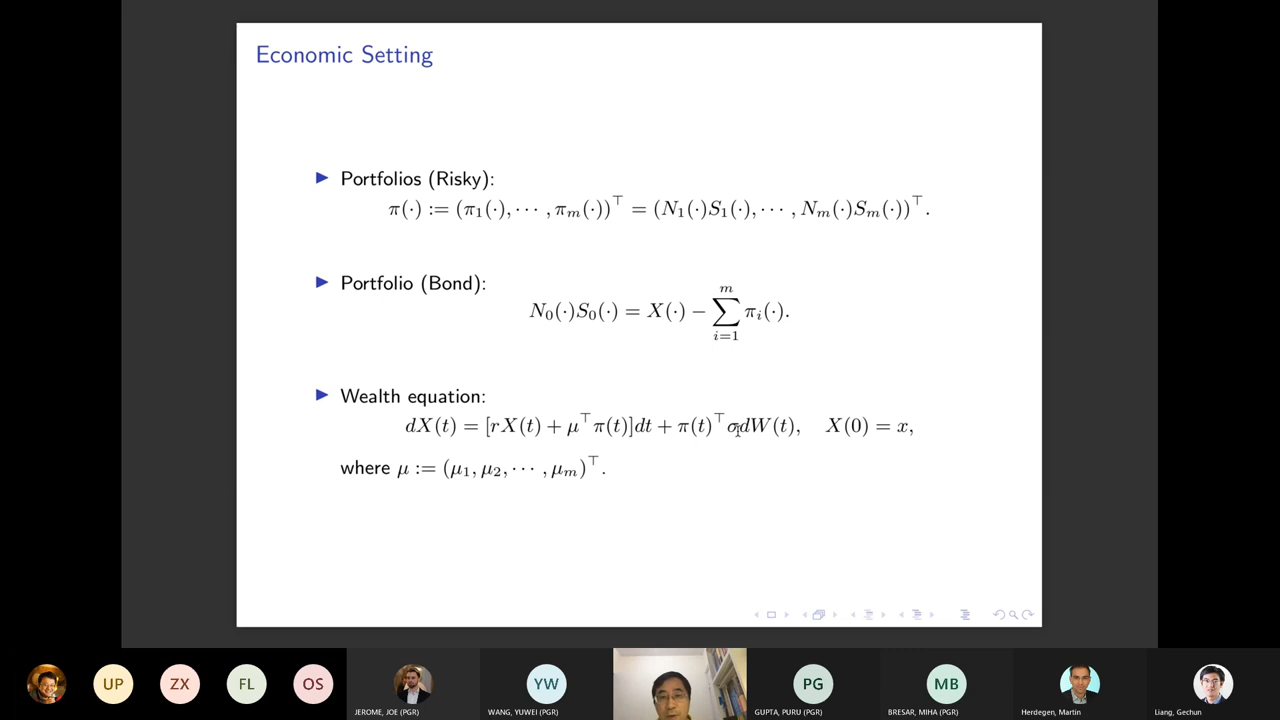 Economic Setting
▶ Portfolios (Risky):
π(·) := (π₁(·), ⋯ , πₘ(·))⊤ = (N₁(·)S₁(·), ⋯ , Nₘ(·)Sₘ(·))⊤.
▶ Portfolio (Bond):
N₀(·)S₀(·) = X(·) − ∑ᵢ₌₁ᵐ πᵢ(·).
▶ Wealth equation:
dX(t) = [rX(t) + μ⊤π(t)]dt + π(t)⊤σdW(t), X(0) = x,
where μ := (μ₁, μ₂, ⋯ , μₘ)⊤.
UP
ZX
FL
OS
YW
PG
MB
JEROME, JOE (PGR)
WANG, YUWEI (PGR)
GUPTA, PURU (PGR)
BRESAR, MIHA (PGR)
Herdegen, Martin
Liang, Gechun